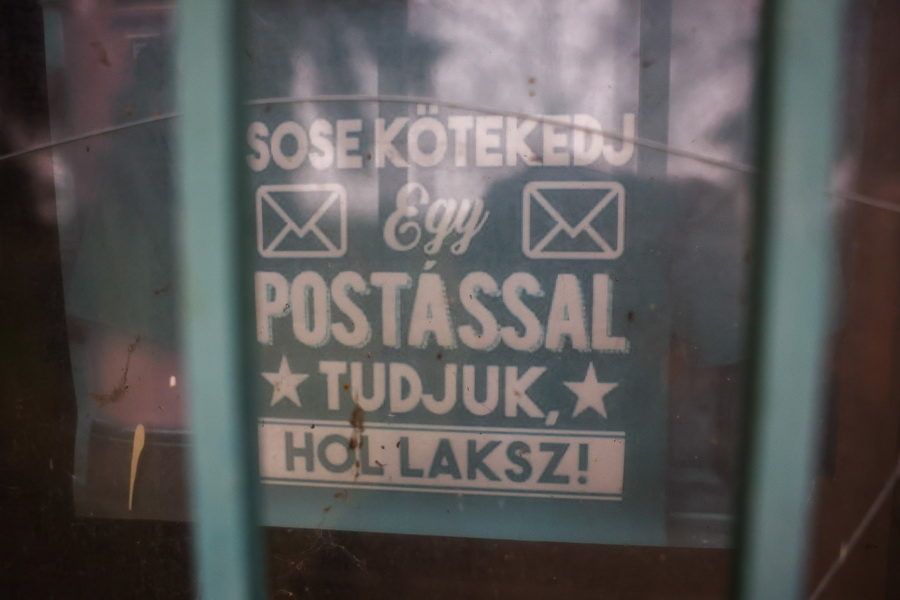 SOSE KÖTEKEDJ
Egy
POSTÁSSAL
TUDJUK,
HOL LAKSZ!